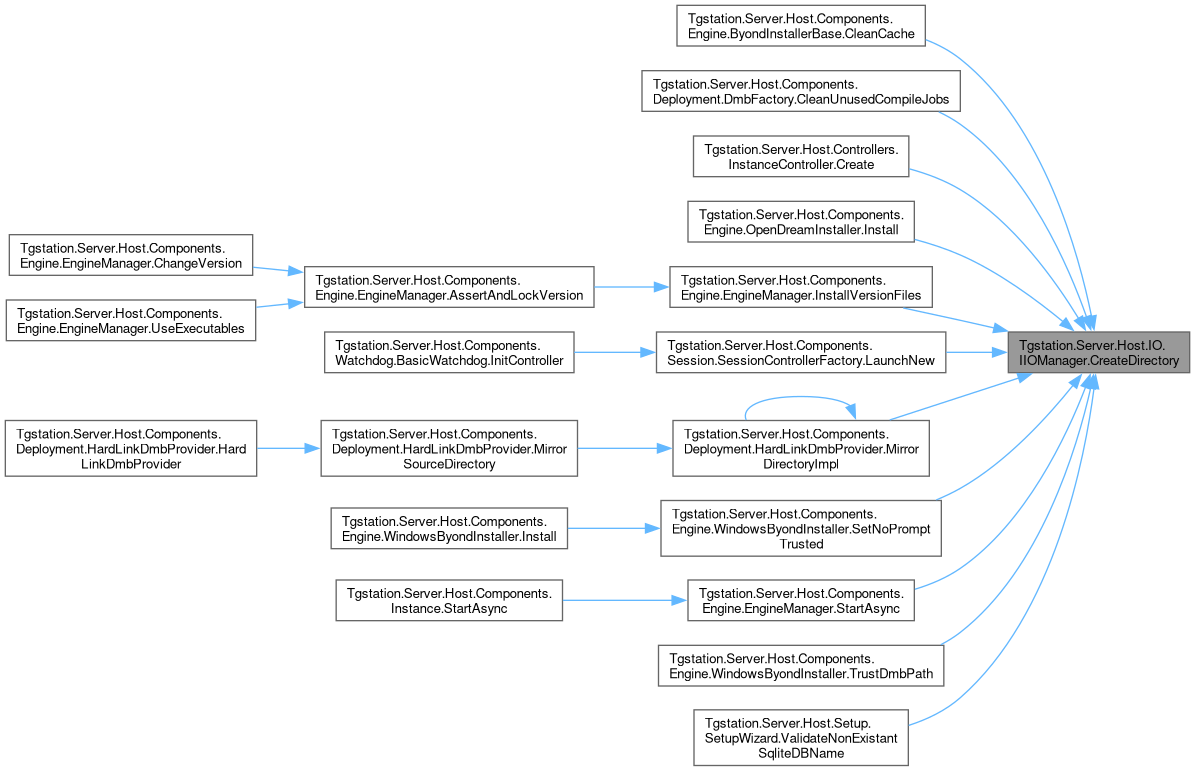 Tgstation.Server.Host.Components.
Engine.ByondInstallerBase.CleanCache
Tgstation.Server.Host.Components.
Deployment.DmbFactory.CleanUnusedCompileJobs
Tgstation.Server.Host.Controllers.
InstanceController.Create
Tgstation.Server.Host.Components.
Engine.OpenDreamInstaller.Install
Tgstation.Server.Host.Components.
Engine.EngineManager.ChangeVersion
Tgstation.Server.Host.Components.
Engine.EngineManager.UseExecutables
Tgstation.Server.Host.Components.
Engine.EngineManager.AssertAndLockVersion
Tgstation.Server.Host.Components.
Engine.EngineManager.InstallVersionFiles
Tgstation.Server.Host.Components.
Watchdog.BasicWatchdog.InitController
Tgstation.Server.Host.Components.
Session.SessionControllerFactory.LaunchNew
Tgstation.Server.Host.IO.
IIOManager.CreateDirectory
Tgstation.Server.Host.Components.
Deployment.HardLinkDmbProvider.Hard
LinkDmbProvider
Tgstation.Server.Host.Components.
Deployment.HardLinkDmbProvider.Mirror
SourceDirectory
Tgstation.Server.Host.Components.
Deployment.HardLinkDmbProvider.Mirror
DirectoryImpl
Tgstation.Server.Host.Components.
Engine.WindowsByondInstaller.Install
Tgstation.Server.Host.Components.
Engine.WindowsByondInstaller.SetNoPrompt
Trusted
Tgstation.Server.Host.Components.
Instance.StartAsync
Tgstation.Server.Host.Components.
Engine.EngineManager.StartAsync
Tgstation.Server.Host.Components.
Engine.WindowsByondInstaller.TrustDmbPath
Tgstation.Server.Host.Setup.
SetupWizard.ValidateNonExistant
SqliteDBName